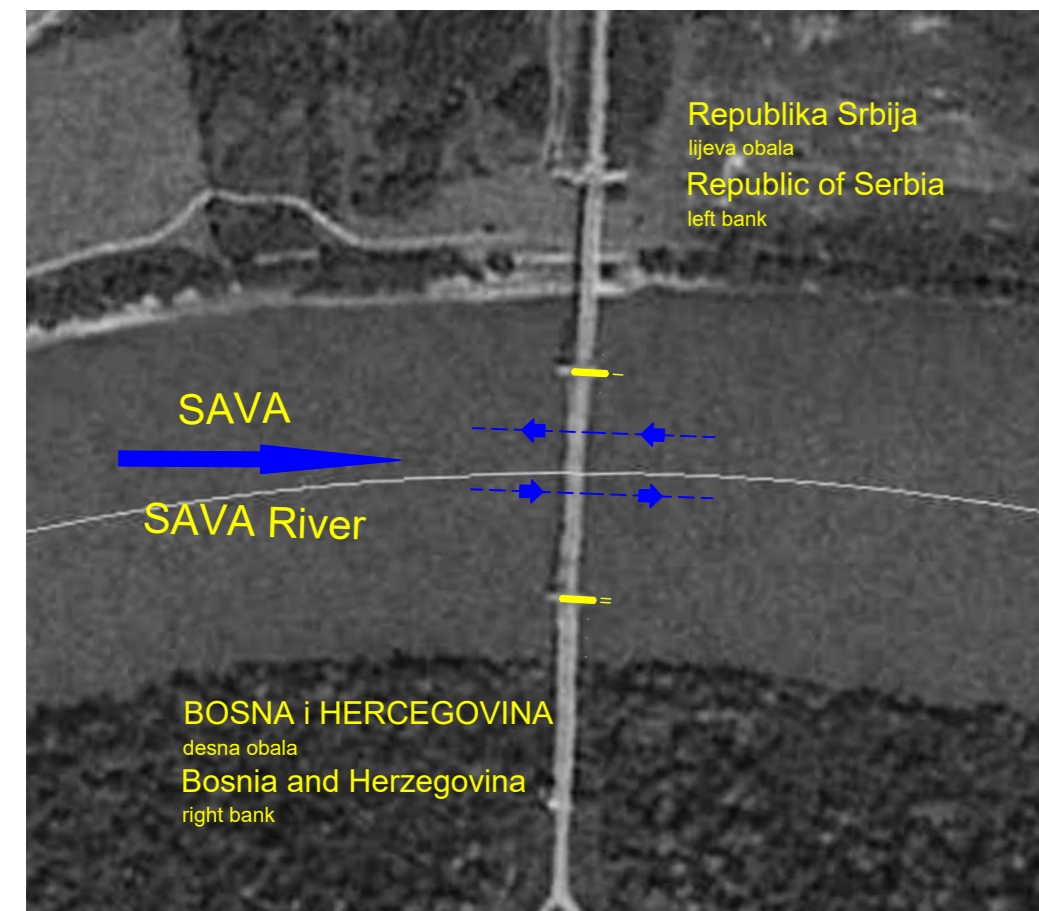 Republika Srbija
lijeva obala
Republic of Serbia
left bank
SAVA
SAVA River
BOSNA i HERCEGOVINA
desna obala
Bosnia and Herzegovina
right bank